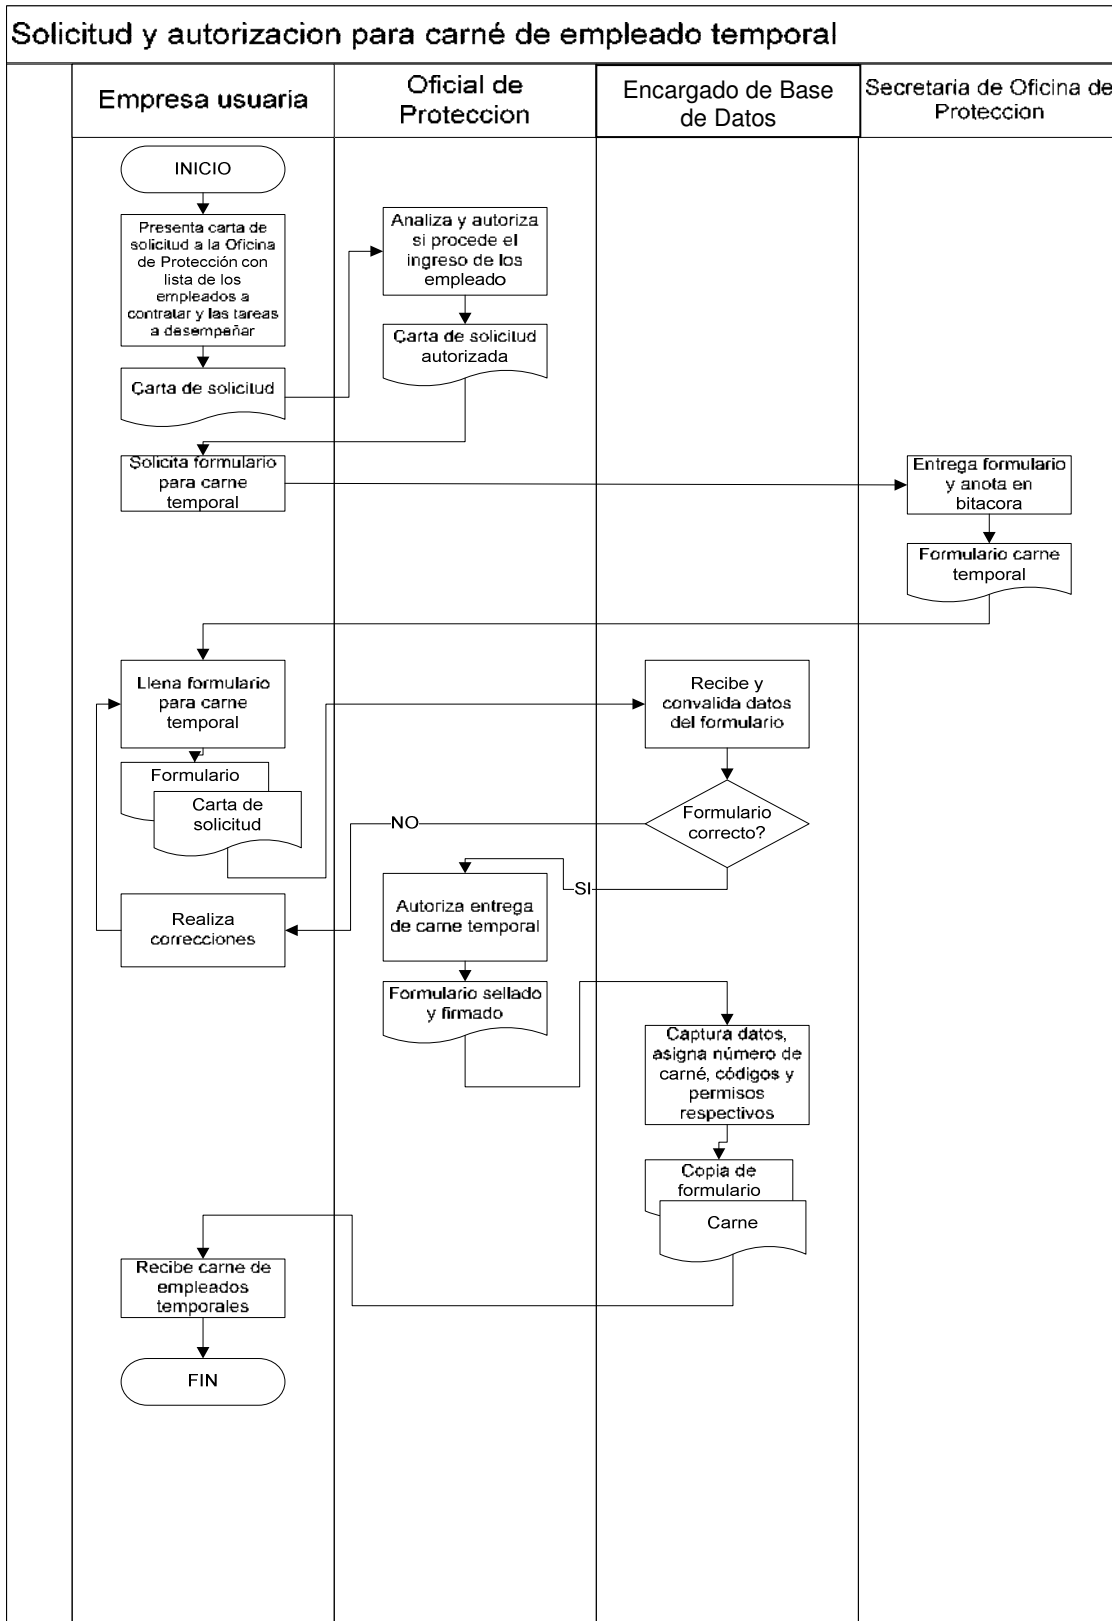 Solicitud y autorizacion para carné de empleado temporal
Empresa usuaria
Oficial de
Proteccion
Encargado de Base
de Datos
Secretaria de Oficina de
Proteccion
INICIO
Presenta carta de
solicitud a la Oficina
de Protección con
lista de los
empleados a
contratar y las tareas
a desempeñar
Carta de solicitud
Analiza y autoriza
si procede el
ingreso de los
empleado
Carta de solicitud
autorizada
Solicita formulario
para carne
temporal
Entrega formulario
y anota en
bitacora
Formulario carne
temporal
Llena formulario
para carne
temporal
Formulario
Carta de
solicitud
Recibe y
convalida datos
del formulario
Formulario
correcto?
NO
SI
Realiza
correcciones
Autoriza entrega
de carne temporal
Formulario sellado
y firmado
Captura datos,
asigna número de
carné, códigos y
permisos
respectivos
Copia de
formulario
Carne
Recibe carne de
empleados
temporales
FIN